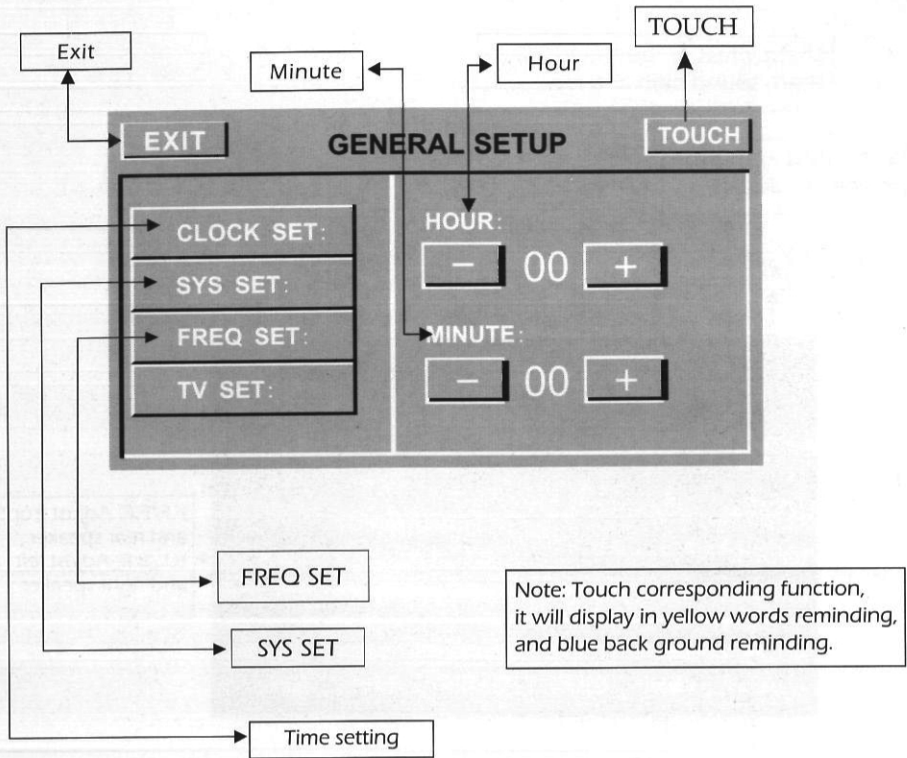 TOUCH
Exit
Minute
Hour
EXIT
GENERAL SETUP
TOUCH
CLOCK SET:
SYS SET:
FREQ SET:
TV SET:
HOUR:
− 00 +
MINUTE:
− 00 +
FREQ SET
SYS SET
Time setting
Note: Touch corresponding function,
it will display in yellow words reminding,
and blue back ground reminding.